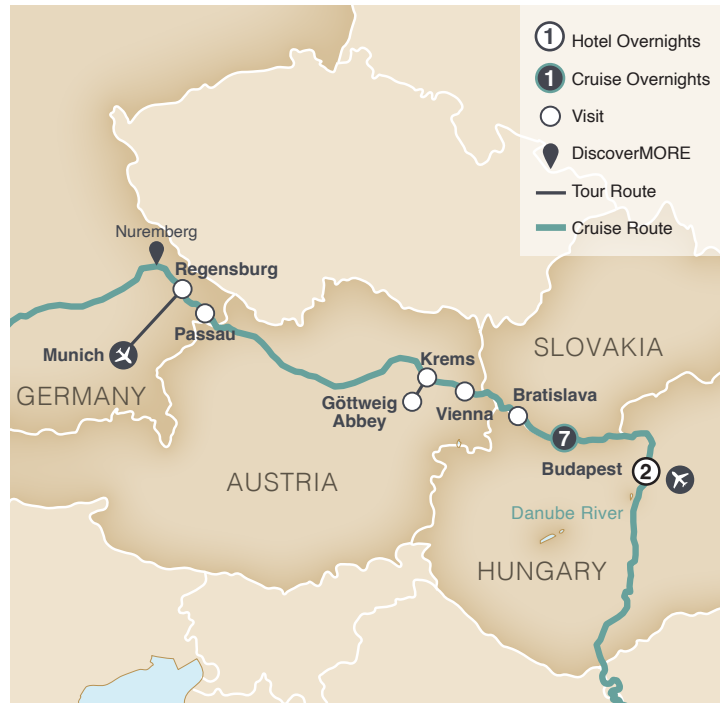 1 Hotel Overnights
1 Cruise Overnights
Visit
DiscoverMORE
Tour Route
Cruise Route
Nuremberg
Regensburg
Passau
Munich
GERMANY
Krems
SLOVAKIA
Göttweig
Abbey
Vienna
Bratislava
7
AUSTRIA
Budapest 2
Danube River
HUNGARY